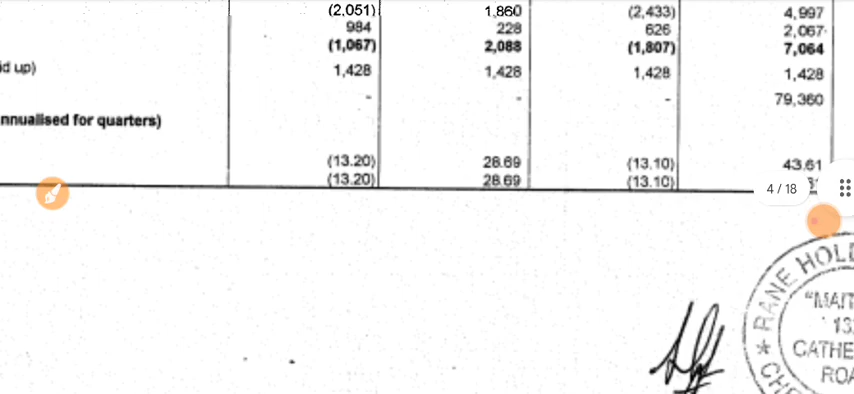 (2,051) 1,860 (2,433) 4,997
984 228 626 2,067
(1,067) 2,088 (1,807) 7,064
id up) 1,428 1,428 1,428 1,428
- - - 79,360
nnualised for quarters)
(13.20) 28.69 (13.10) 43.61
(13.20) 28.69 (13.10)
4 / 18
RANE HOL
"MAIT
13
CATHE
ROA
CHE